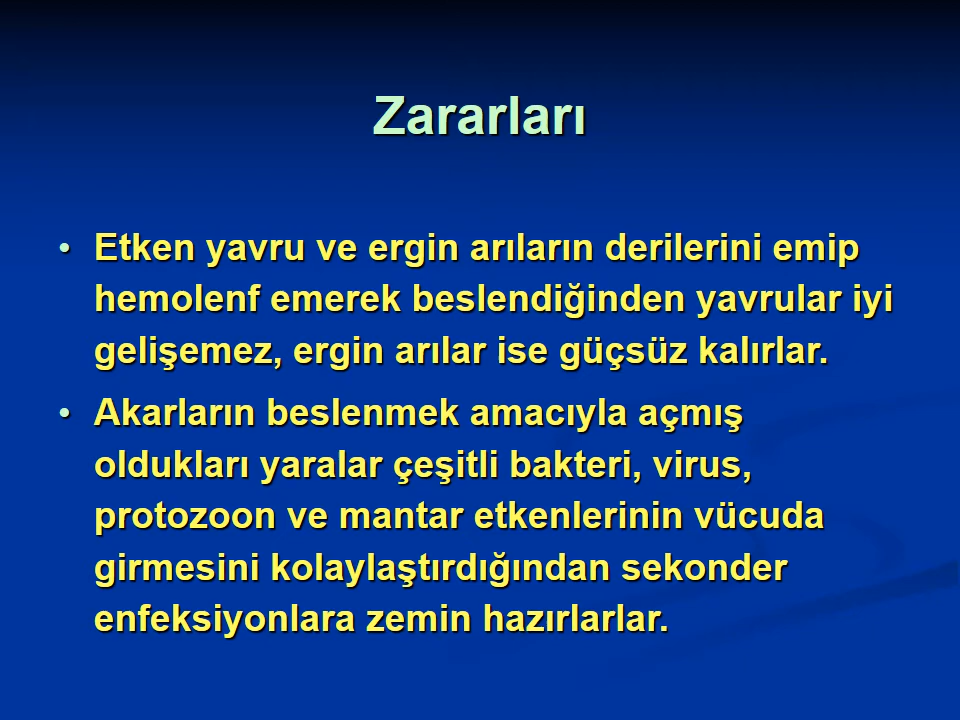 Zararları
• Etken yavru ve ergin arıların derilerini emip
hemolenf emerek beslendiğinden yavrular iyi
gelişemez, ergin arılar ise güçsüz kalırlar.
• Akarların beslenmek amacıyla açmış
oldukları yaralar çeşitli bakteri, virus,
protozoon ve mantar etkenlerinin vücuda
girmesini kolaylaştırdığından sekonder
enfeksiyonlara zemin hazırlarlar.